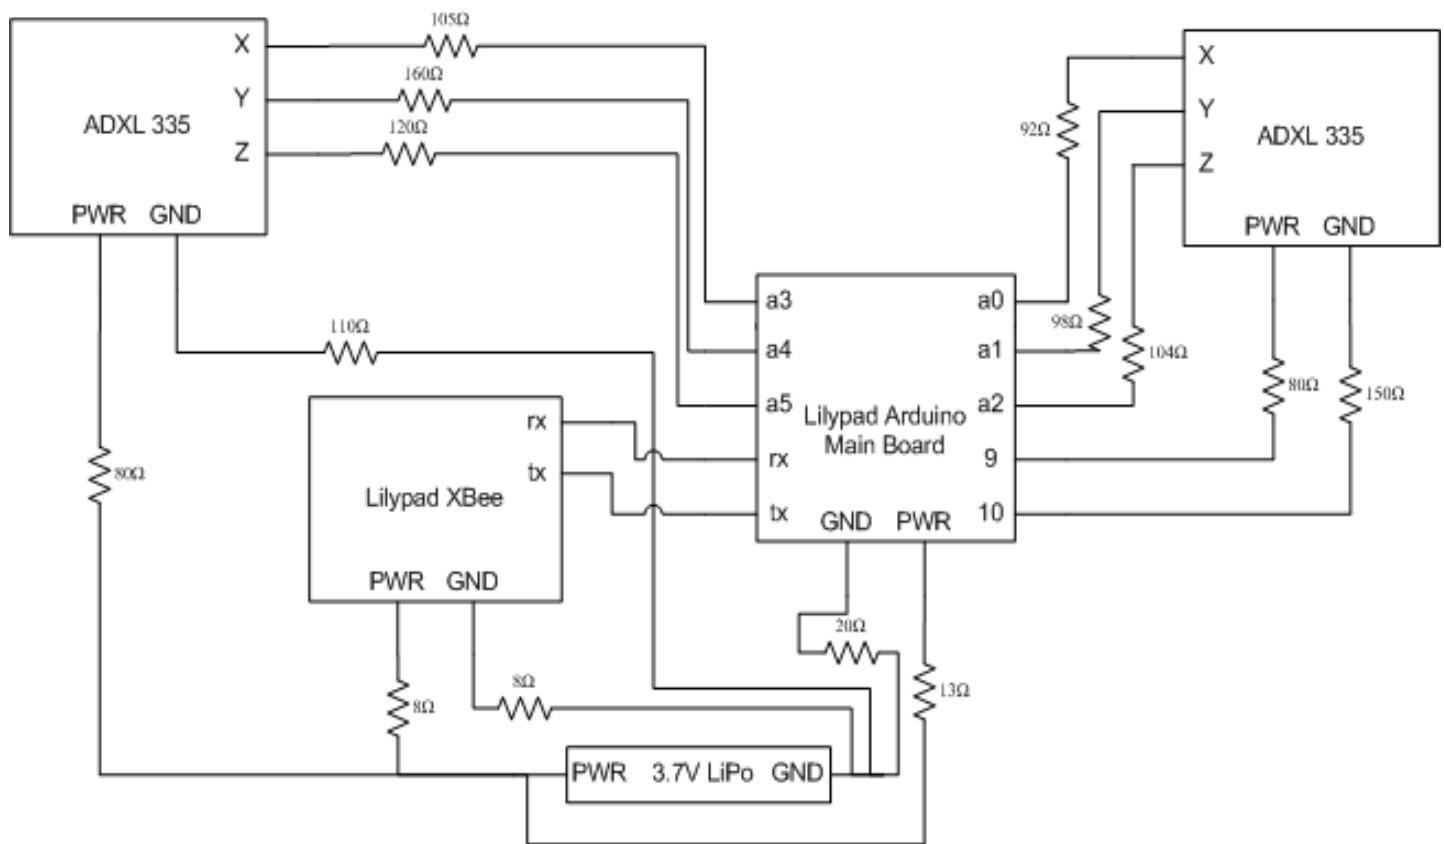 105Ω
X
160Ω
Y
ADXL 335
120Ω
Z
PWR GND
X
92Ω
Y
ADXL 335
Z
PWR GND
110Ω
a3
a0
98Ω
a4
a1
104Ω
80Ω
150Ω
a5
a2
Lilypad Arduino
Main Board
rx
rx
9
80Ω
tx
Lilypad XBee
tx
10
GND PWR
PWR GND
20Ω
8Ω
8Ω
13Ω
PWR 3.7V LiPo GND